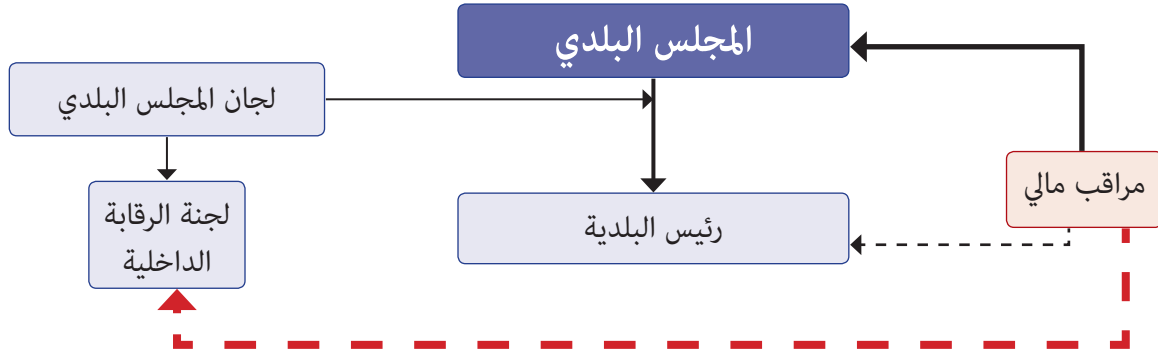 المجلس البلدي
لجان المجلس البلدي
مراقب مالي
لجنة الرقابة
الداخلية
رئيس البلدية